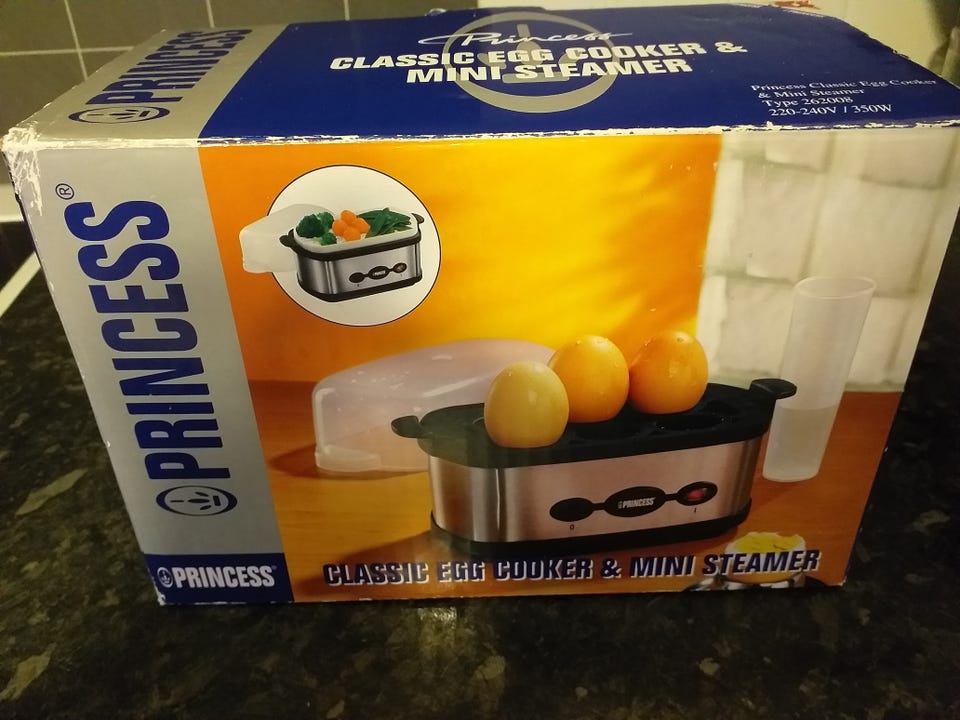 Princess
CLASSIC EGG COOKER &
MINI STEAMER
Princess Classic Egg Cooker
& Mini Steamer
Type 262008
220-240V / 350W
PRINCESS
PRINCESS®
PRINCESS
O
PRINCESS
I
CLASSIC EGG COOKER & MINI STEAMER
PRINCESS